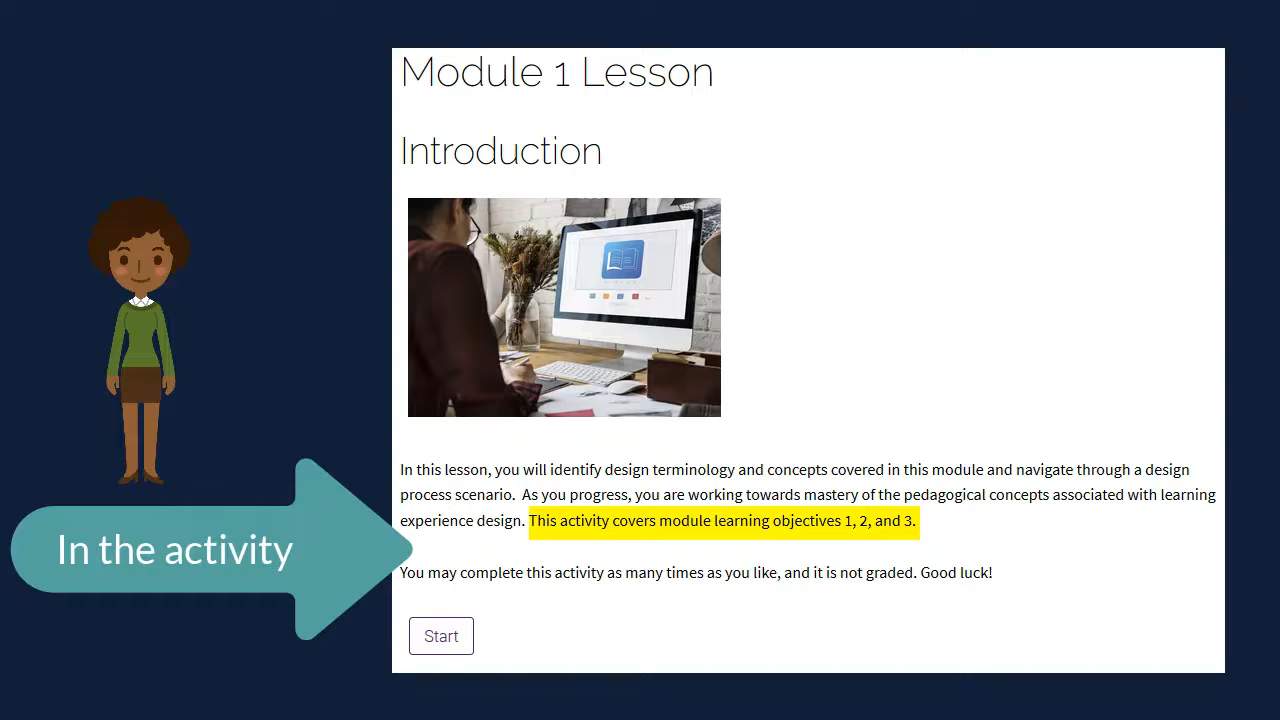 Module 1 Lesson
Introduction
In this lesson, you will identify design terminology and concepts covered in this module and navigate through a design
process scenario.  As you progress, you are working towards mastery of the pedagogical concepts associated with learning
experience design. This activity covers module learning objectives 1, 2, and 3.
In the activity
You may complete this activity as many times as you like, and it is not graded. Good luck!
Start